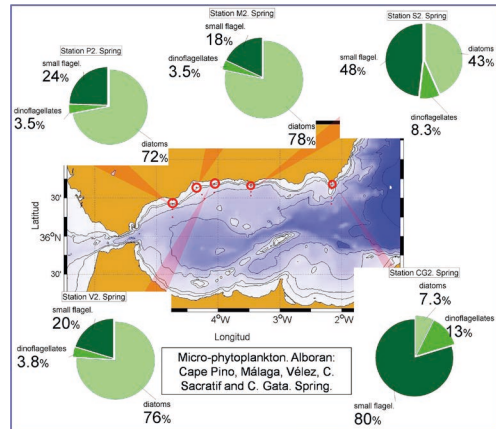 Station P2. Spring
small flagel.
24%
dinoflagellates
3.5%
diatoms
72%
Station M2. Spring
small flagel.
18%
dinoflagellates
3.5%
diatoms
78%
Station S2. Spring
small flagel.
48%
diatoms
43%
dinoflagellates
8.3%
Latitud
30'
36°N
30'
4°W
3°W
2°W
Longitud
Station V2. Spring
small flagel.
20%
dinoflagellates
3.8%
diatoms
76%
Micro-phytoplankton. Alboran:
Cape Pino, Málaga, Vélez, C.
Sacratif and C. Gata. Spring.
Station CG2. Spring
diatoms
7.3%
dinoflagellates
13%
small flagel.
80%